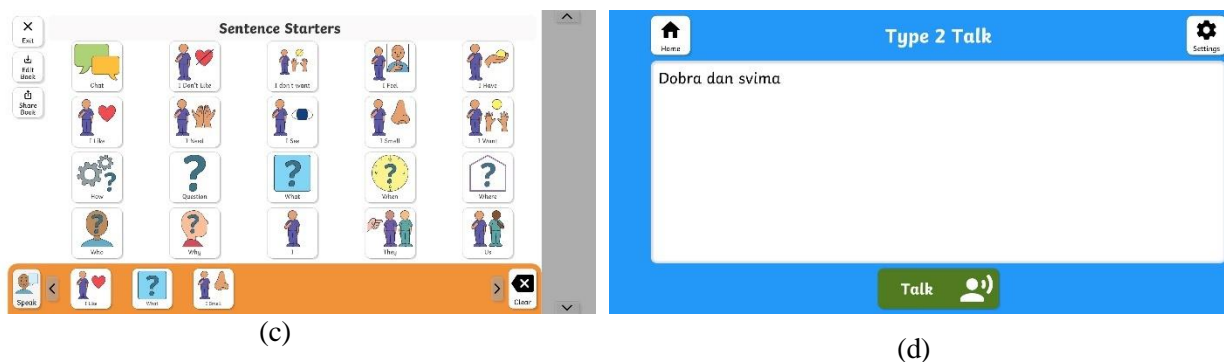 Sentence Starters
Exit
Edit
Book
Share
Book
Chat
I Don't Like
I don't want
I Feel
I Have
I Like
I Need
I See
I Smell
I Want
How
Question
What
When
Where
Who
Why
I
They
Us
Speak
I Like
What
I Smell
Clear
(c)
Home
Type 2 Talk
Settings
Dobra dan svima
Talk
(d)